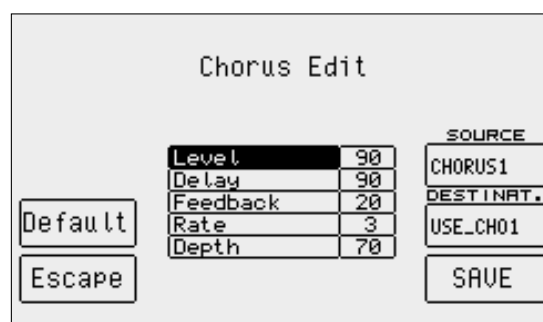 Chorus Edit
SOURCE
Level 90
CHORUS1
Delay 90
DESTINAT.
Feedback 20
Default
Rate 3
USE_CHO1
Depth 70
Escape
SAVE